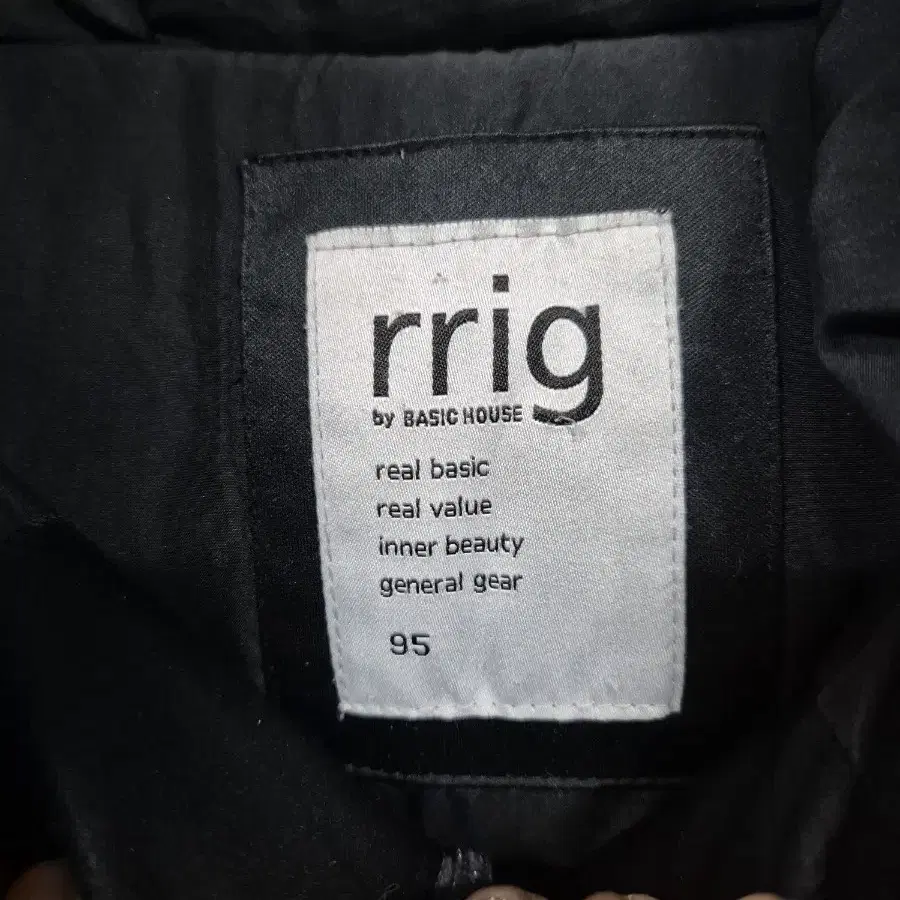 rrig
by BASIC HOUSE
real basic
real value
inner beauty
general gear
95